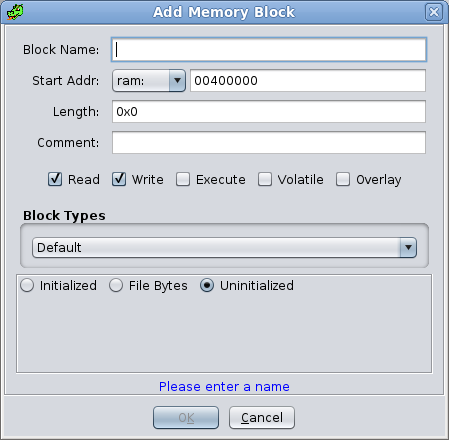 Add Memory Block
Block Name:
Start Addr: ram: 00400000
Length: 0x0
Comment:
Read Write Execute Volatile Overlay
Block Types
Default
Initialized File Bytes Uninitialized
Please enter a name
OK Cancel